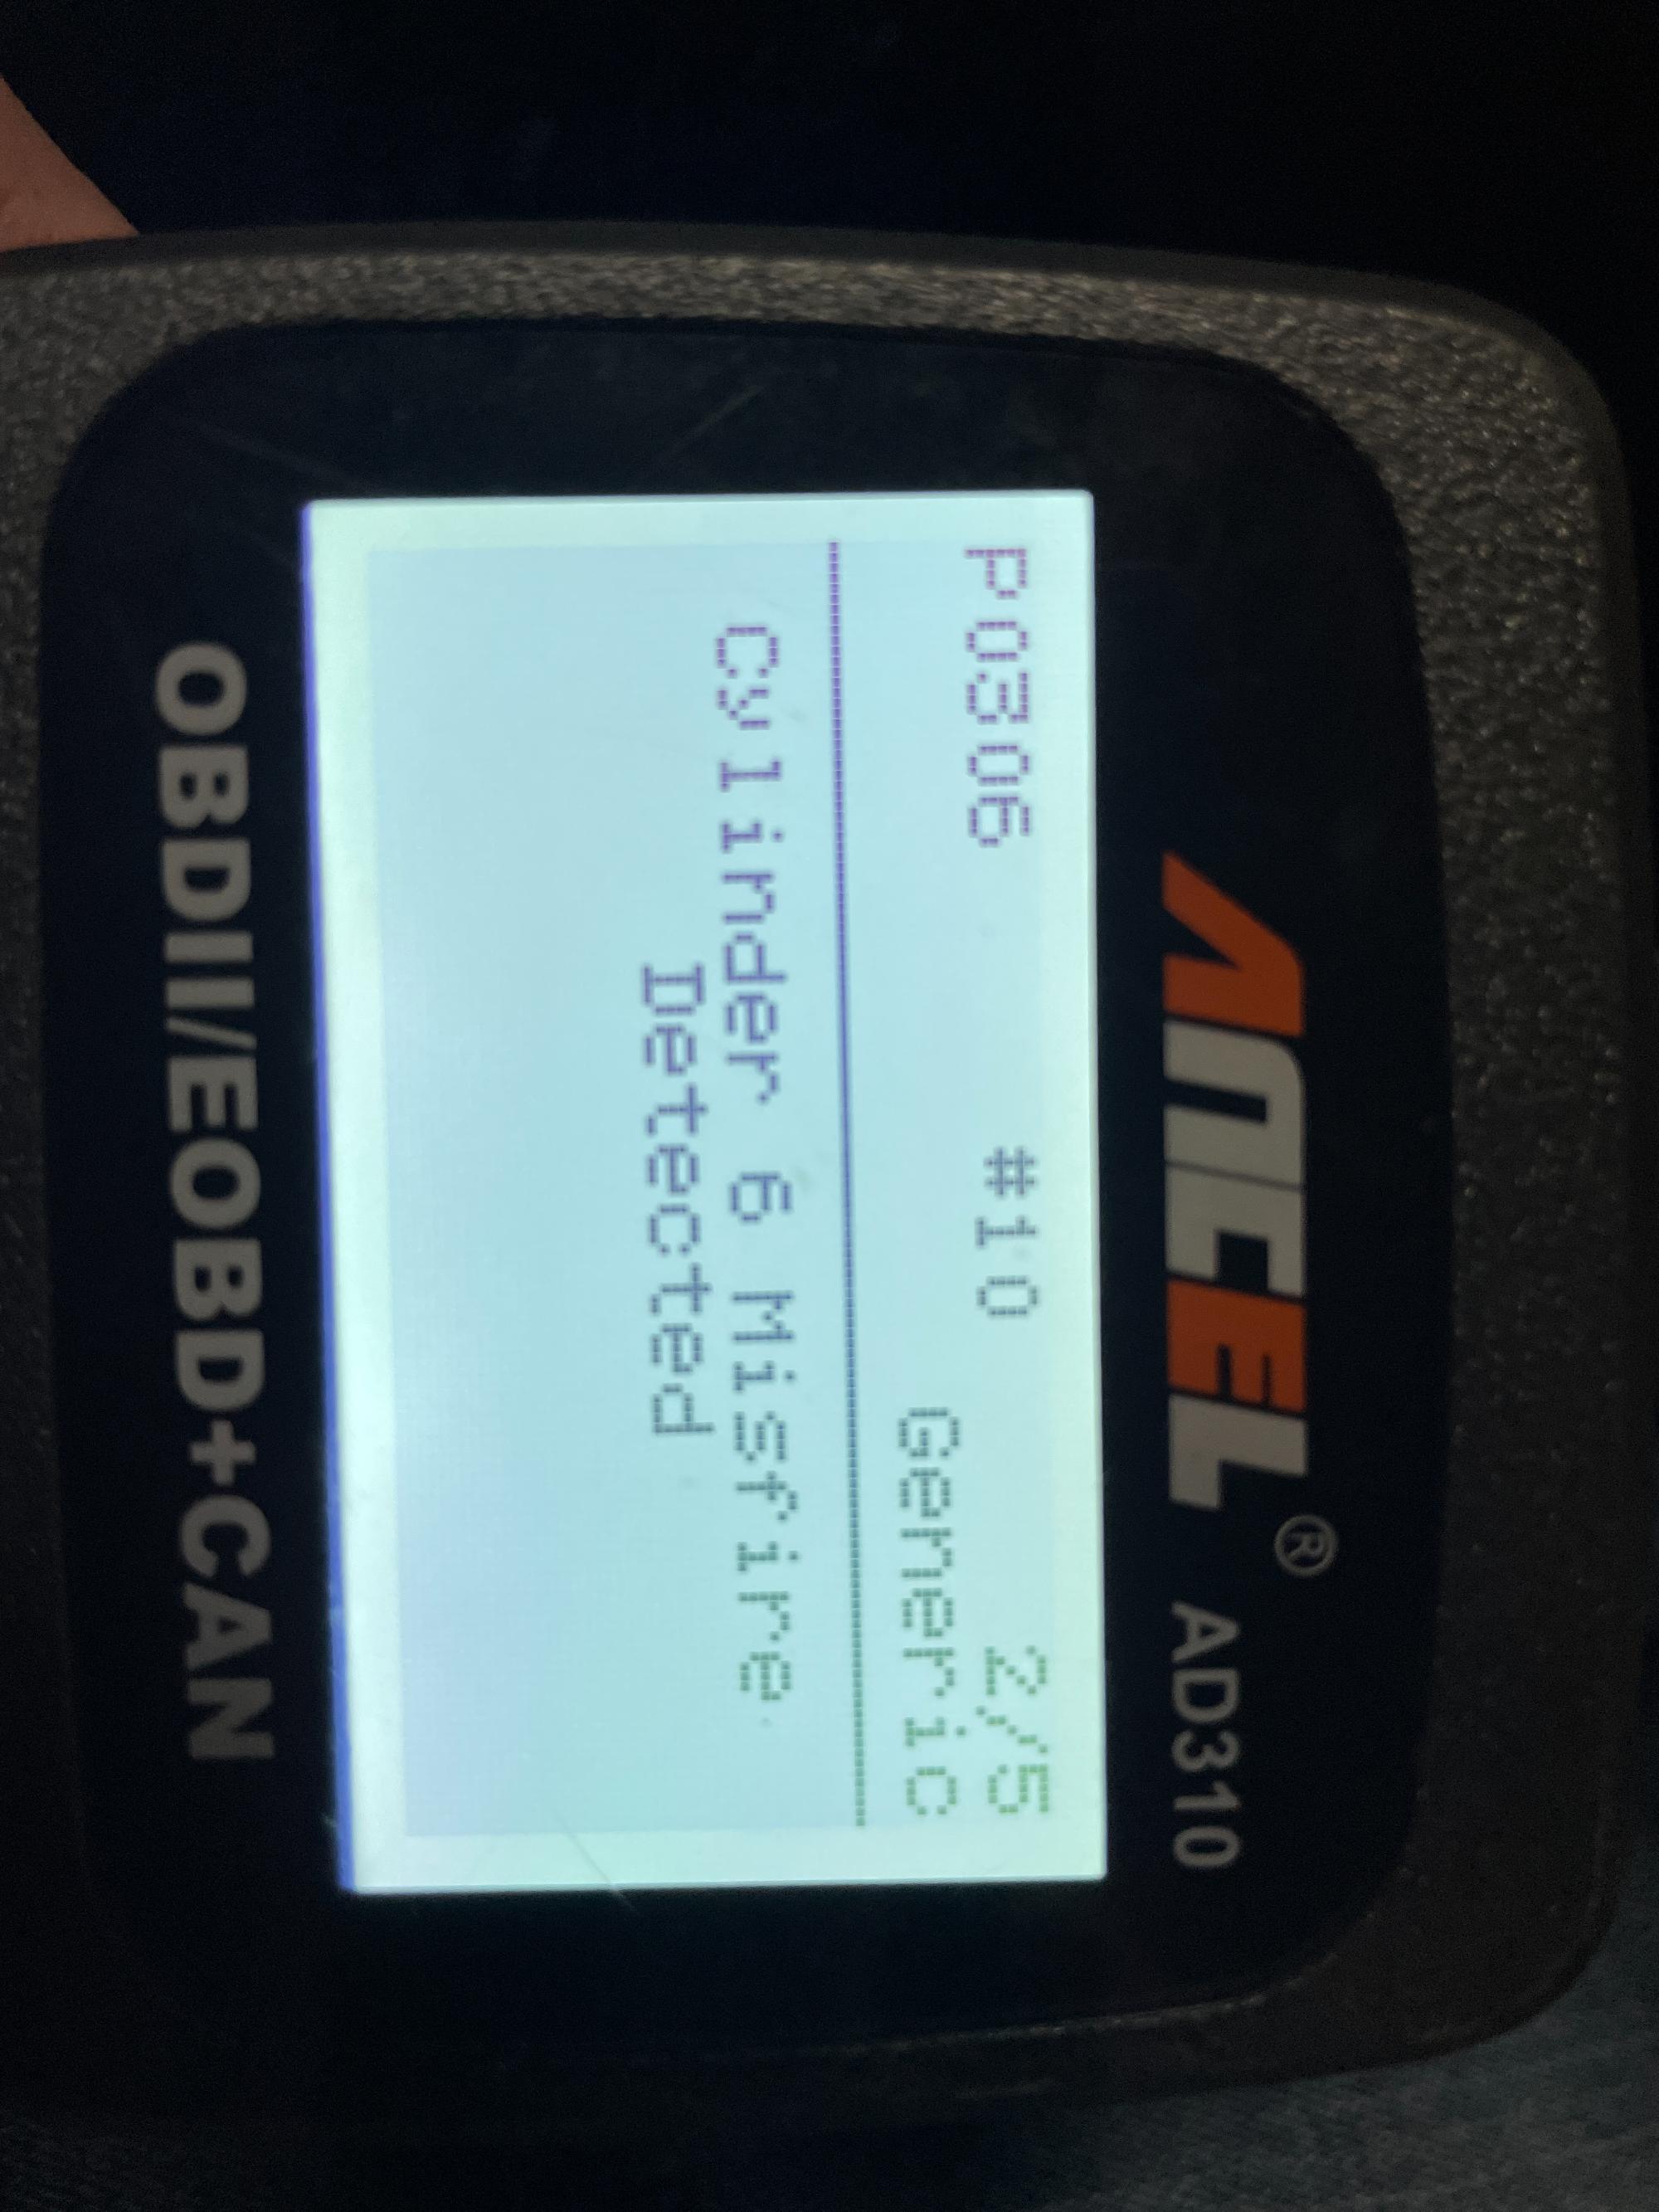 ANCEL® AD310
P0306 #10 2/5
Generic
Cylinder 6 Misfire
Detected
OBDII/EOBD+CAN